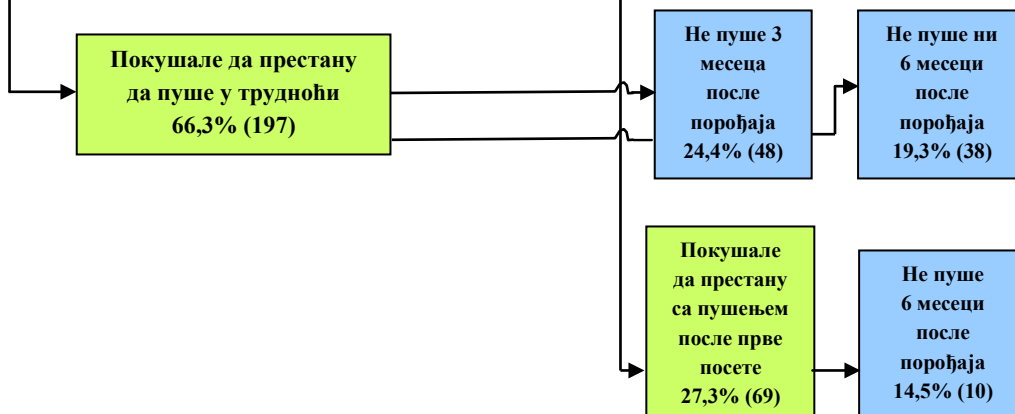 Покушале да престану
да пуше у трудноћи
66,3% (197)
Не пуше 3
месеца
после
порођаја
24,4% (48)
Не пуше ни
6 месеци
после
порођаја
19,3% (38)
Покушале
да престану
са пушењем
после прве
посете
27,3% (69)
Не пуше
6 месеци
после
порођаја
14,5% (10)